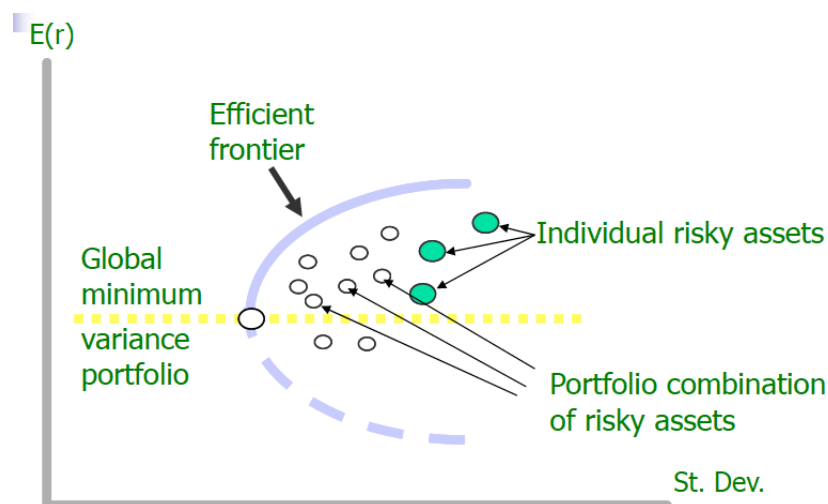 E(r)
Efficient
frontier
Global
minimum
variance
portfolio
Individual risky assets
Portfolio combination
of risky assets
St. Dev.